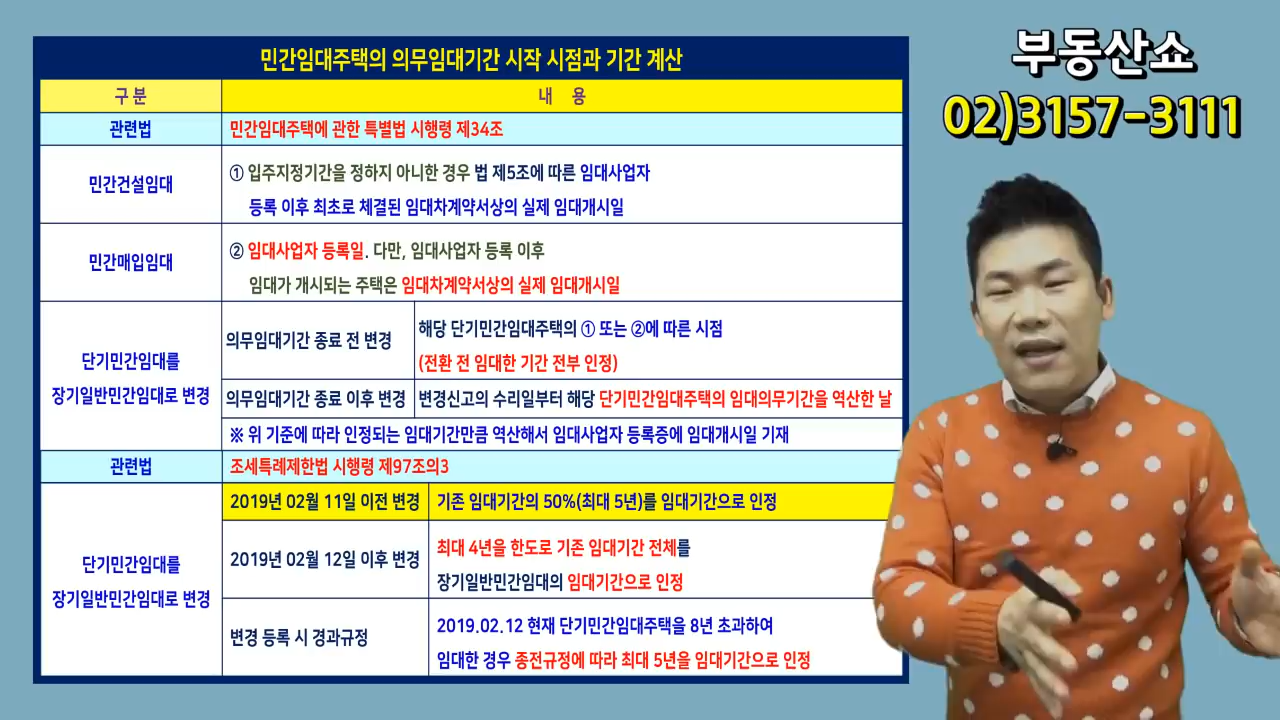 민간임대주택의 의무임대기간 시작 시점과 기간 계산
구 분
내 용
관련법
민간임대주택에 관한 특별법 시행령 제34조
민간건설임대
① 입주지정기간을 정하지 아니한 경우 법 제5조에 따른 임대사업자
등록 이후 최초로 체결된 임대차계약서상의 실제 임대개시일
민간매입임대
② 임대사업자 등록일. 다만, 임대사업자 등록 이후
임대가 개시되는 주택은 임대차계약서상의 실제 임대개시일
단기민간임대를
장기일반민간임대로 변경
의무임대기간 종료 전 변경
해당 단기민간임대주택의 ① 또는 ②에 따른 시점
(전환 전 임대한 기간 전부 인정)
의무임대기간 종료 이후 변경
변경신고의 수리일부터 해당 단기민간임대주택의 임대의무기간을 역산한 날
※ 위 기준에 따라 인정되는 임대기간만큼 역산해서 임대사업자 등록증에 임대개시일 기재
관련법
조세특례제한법 시행령 제97조의3
단기민간임대를
장기일반민간임대로 변경
2019년 02월 11일 이전 변경
기존 임대기간의 50%(최대 5년)를 임대기간으로 인정
2019년 02월 12일 이후 변경
최대 4년을 한도로 기존 임대기간 전체를
장기일반민간임대의 임대기간으로 인정
변경 등록 시 경과규정
2019.02.12 현재 단기민간임대주택을 8년 초과하여
임대한 경우 종전규정에 따라 최대 5년을 임대기간으로 인정
부동산쇼
02)3157-3111